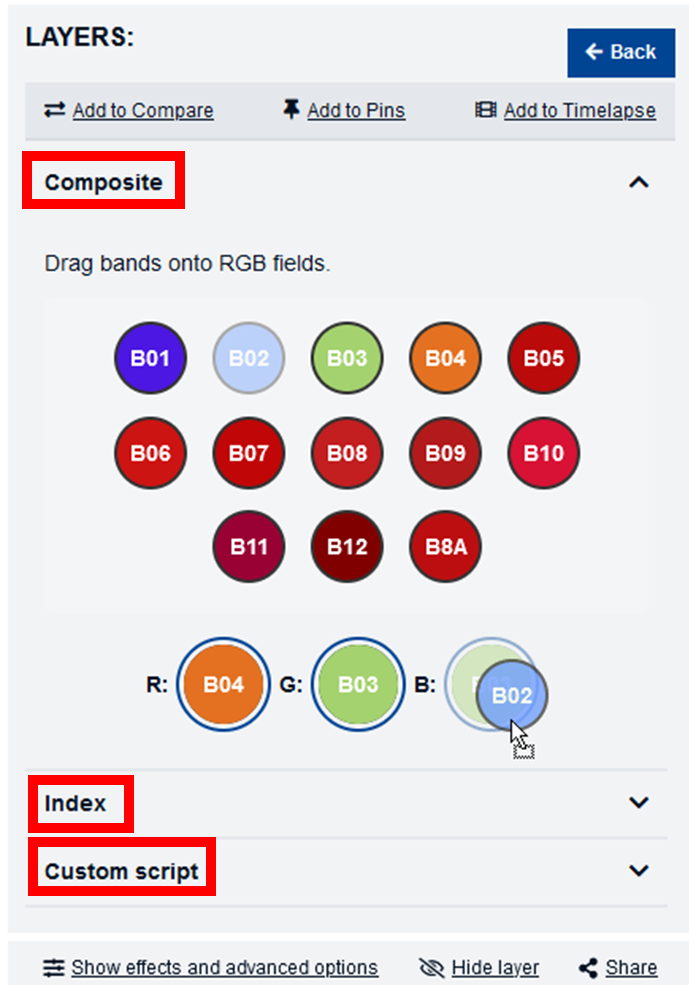 LAYERS:
Back
Add to Compare Add to Pins Add to Timelapse
Composite
Drag bands onto RGB fields.
B01 B02 B03 B04 B05
B06 B07 B08 B09 B10
B11 B12 B8A
R: B04 G: B03 B: B02
Index
Custom script
Show effects and advanced options Hide layer Share